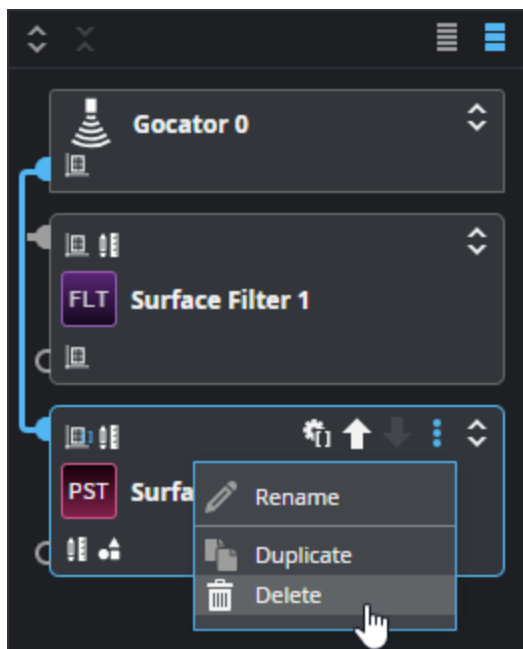 Gocator 0
FLT Surface Filter 1
PST Surfa
Rename
Duplicate
Delete